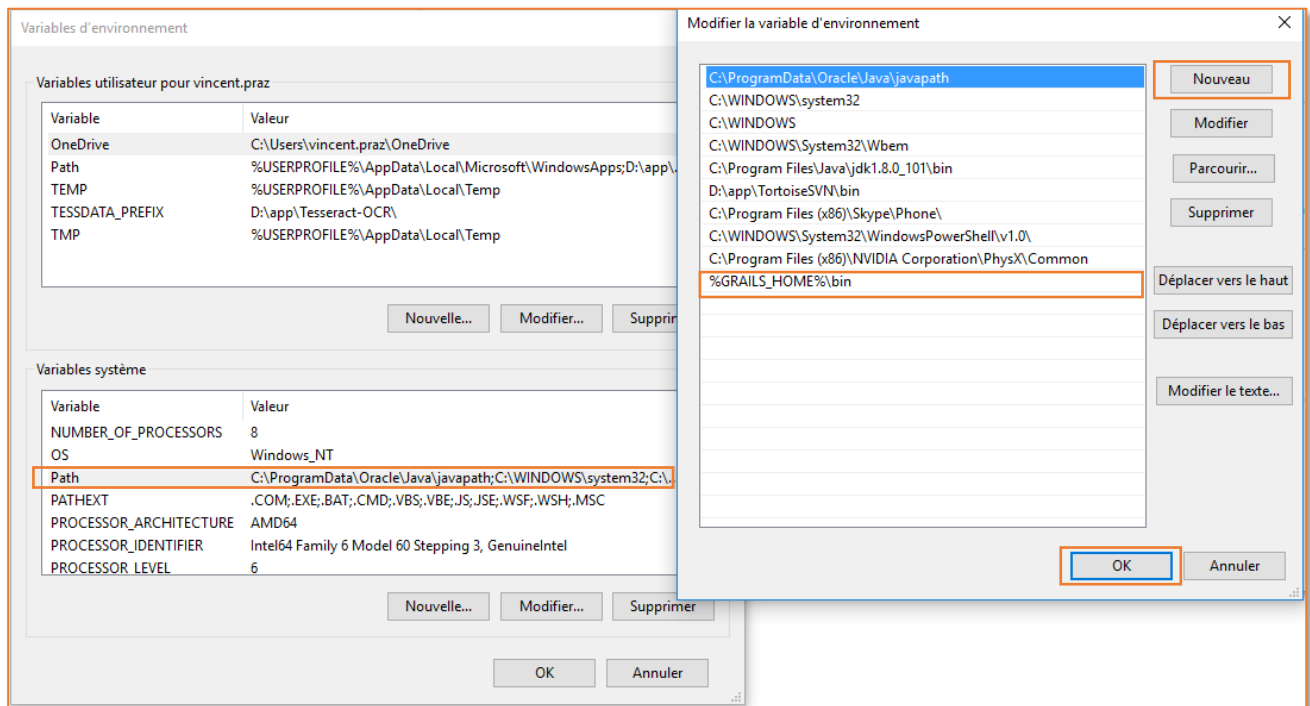 Variables d'environnement
Variables utilisateur pour vincent.praz
Variable Valeur
OneDrive C:\Users\vincent.praz\OneDrive
Path %USERPROFILE%\AppData\Local\Microsoft\WindowsApps;D:\app\.
TEMP %USERPROFILE%\AppData\Local\Temp
TESSDATA_PREFIX D:\app\Tesseract-OCR\
TMP %USERPROFILE%\AppData\Local\Temp
Nouvelle... Modifier... Supprin
Variables système
Variable Valeur
NUMBER_OF_PROCESSORS 8
OS Windows_NT
Path C:\ProgramData\Oracle\Java\javapath;C:\WINDOWS\system32;C:\...
PATHEXT .COM;.EXE;.BAT;.CMD;.VBS;.VBE;.JS;.JSE;.WSF;.WSH;.MSC
PROCESSOR_ARCHITECTURE AMD64
PROCESSOR_IDENTIFIER Intel64 Family 6 Model 60 Stepping 3, GenuineIntel
PROCESSOR_LEVEL 6
Nouvelle... Modifier... Supprimer
OK Annuler
Modifier la variable d'environnement
C:\ProgramData\Oracle\Java\javapath
C:\WINDOWS\system32
C:\WINDOWS
C:\WINDOWS\System32\Wbem
C:\Program Files\Java\jdk1.8.0_101\bin
D:\app\TortoiseSVN\bin
C:\Program Files (x86)\Skype\Phone\
C:\WINDOWS\System32\WindowsPowerShell\v1.0\
C:\Program Files (x86)\NVIDIA Corporation\PhysX\Common
%GRAILS_HOME%\bin
Nouveau
Modifier
Parcourir...
Supprimer
Déplacer vers le haut
Déplacer vers le bas
Modifier le texte...
OK Annuler